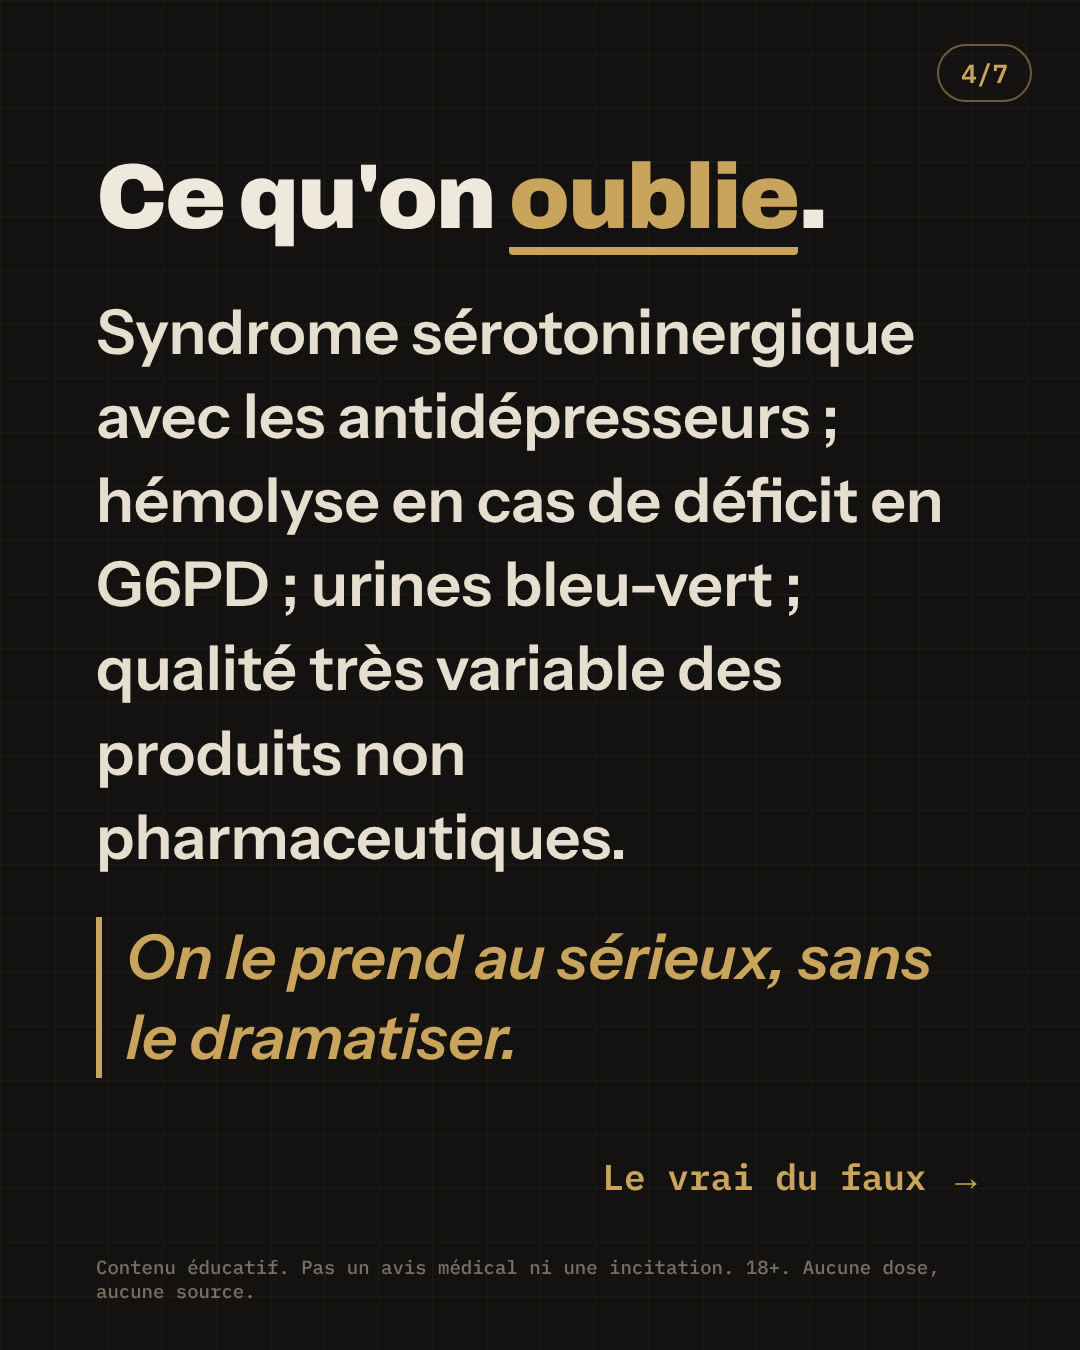 4/7
Ce qu'on oublie.
Syndrome sérotoninergique
avec les antidépresseurs ;
hémolyse en cas de déficit en
G6PD ; urines bleu-vert ;
qualité très variable des
produits non
pharmaceutiques.
On le prend au sérieux, sans
le dramatiser.
Le vrai du faux →
Contenu éducatif. Pas un avis médical ni une incitation. 18+. Aucune dose,
aucune source.